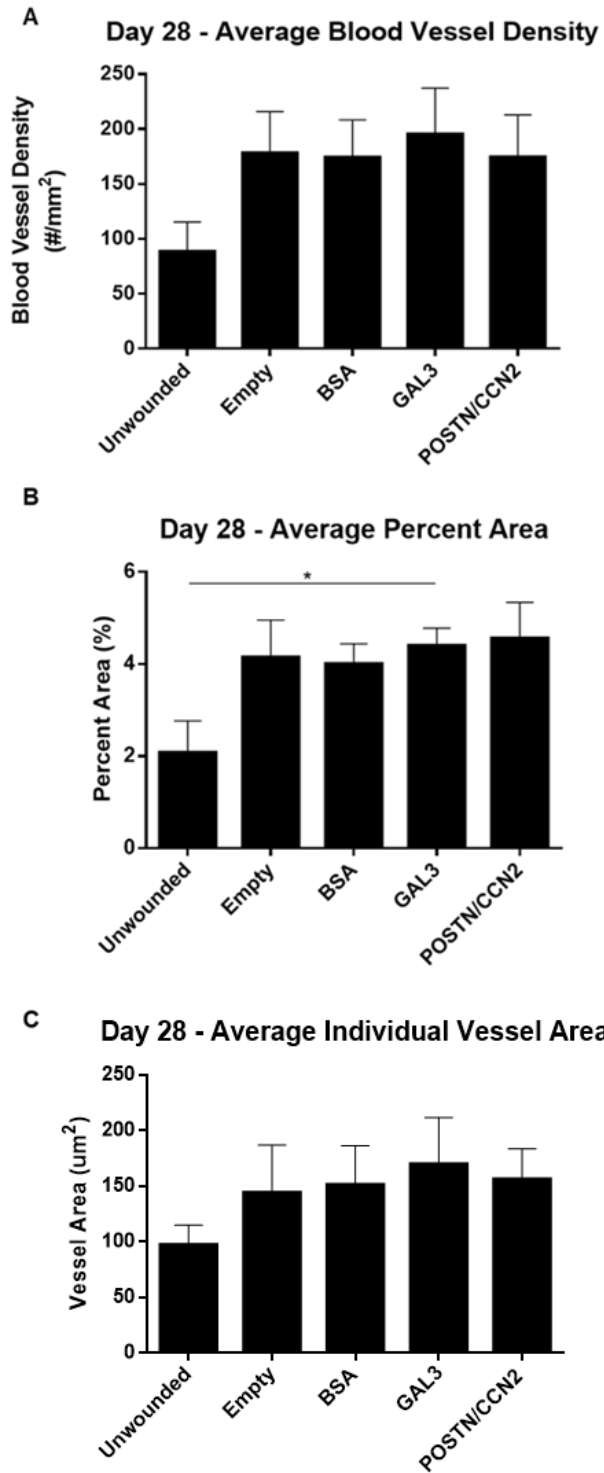 A
Day 28 - Average Blood Vessel Density
Blood Vessel Density
(#/mm²)
250
200
150
100
50
0
Unwounded
Empty
BSA
GAL3
POSTN/CCN2
B
Day 28 - Average Percent Area
Percent Area (%)
6
4
2
0
*
Unwounded
Empty
BSA
GAL3
POSTN/CCN2
C
Day 28 - Average Individual Vessel Area
Vessel Area (um²)
250
200
150
100
50
0
Unwounded
Empty
BSA
GAL3
POSTN/CCN2